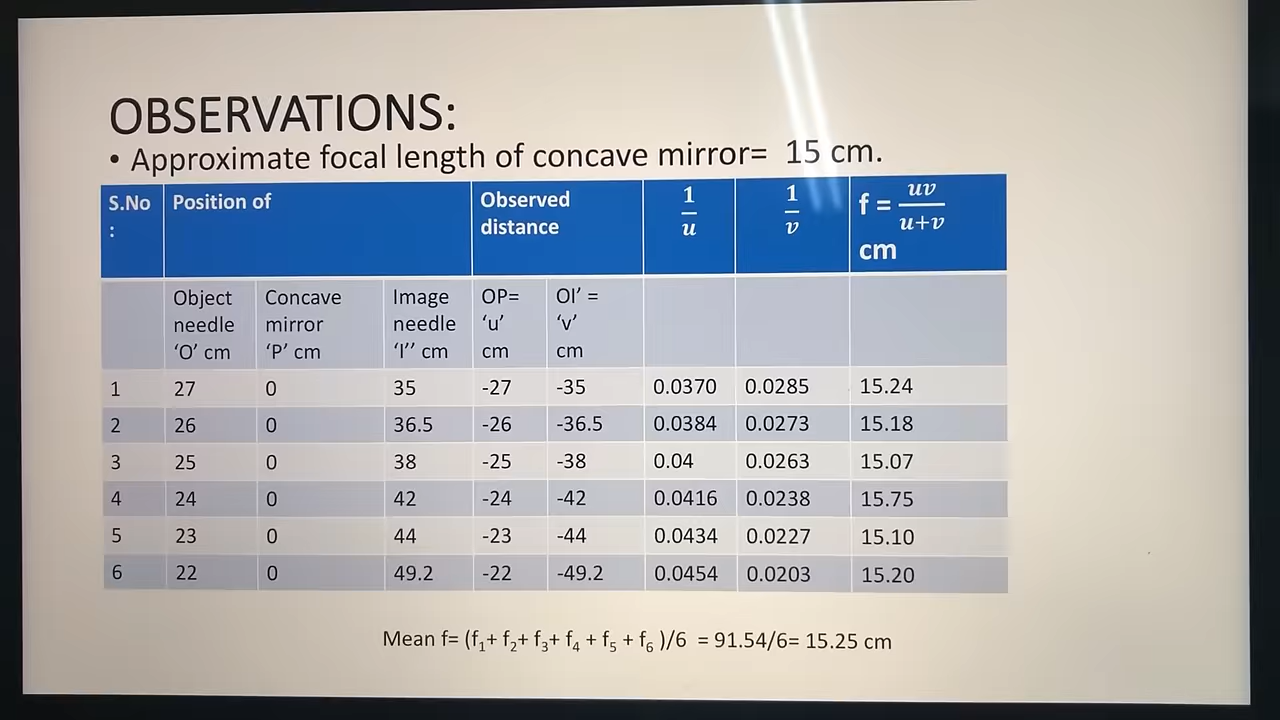 OBSERVATIONS:
• Approximate focal length of concave mirror= 15 cm.
S.No : Position of Observed distance 1/u 1/v f = uv/u+v cm
Object needle 'O' cm Concave mirror 'P' cm Image needle 'I'' cm OP= 'u' cm OI' = 'v' cm
1 27 0 35 -27 -35 0.0370 0.0285 15.24
2 26 0 36.5 -26 -36.5 0.0384 0.0273 15.18
3 25 0 38 -25 -38 0.04 0.0263 15.07
4 24 0 42 -24 -42 0.0416 0.0238 15.75
5 23 0 44 -23 -44 0.0434 0.0227 15.10
6 22 0 49.2 -22 -49.2 0.0454 0.0203 15.20
Mean f= (f₁+ f₂+ f₃+ f₄ + f₅ + f₆ )/6 = 91.54/6= 15.25 cm